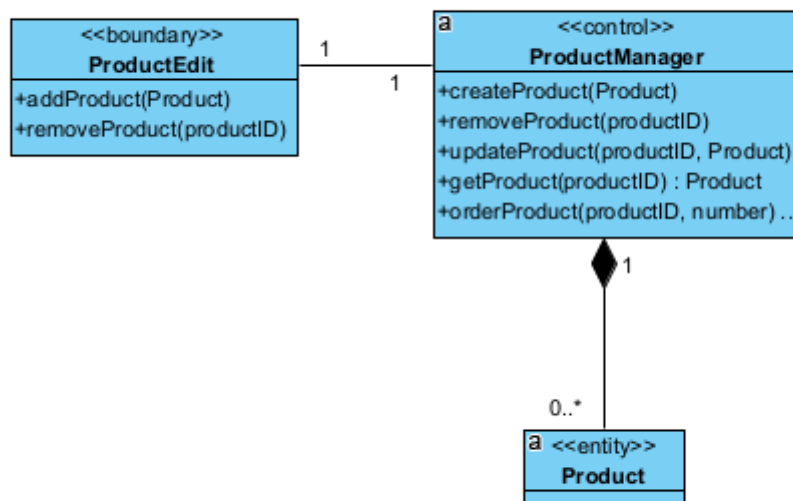 <<boundary>>
ProductEdit
+addProduct(Product)
+removeProduct(productID)
1
1
a
<<control>>
ProductManager
+createProduct(Product)
+removeProduct(productID)
+updateProduct(productID, Product)
+getProduct(productID) : Product
+orderProduct(productID, number) ..
1
0..*
a
<<entity>>
Product